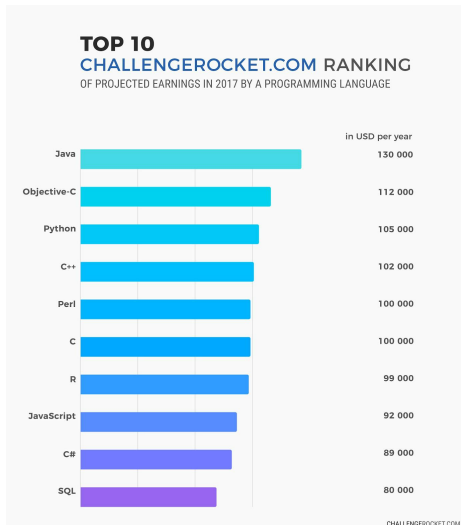 TOP 10
CHALLENGEROCKET.COM RANKING
OF PROJECTED EARNINGS IN 2017 BY A PROGRAMMING LANGUAGE
in USD per year
Java 130 000
Objective-C 112 000
Python 105 000
C++ 102 000
Perl 100 000
C 100 000
R 99 000
JavaScript 92 000
C# 89 000
SQL 80 000
CHALLENGEROCKET.COM